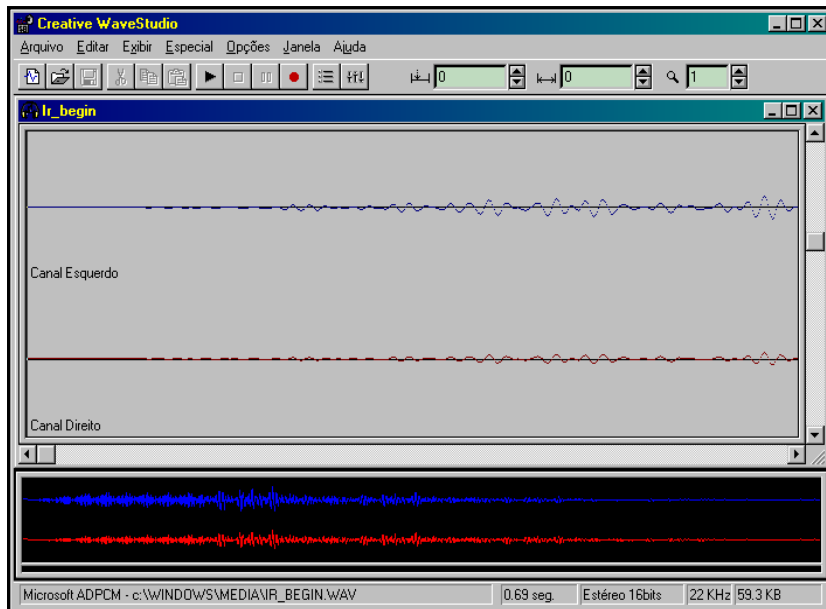 Creative WaveStudio
Arquivo Editar Exibir Especial Opções Janela Ajuda
0 0 1
Ir_begin
Canal Esquerdo
Canal Direito
Microsoft ADPCM - c:\WINDOWS\MEDIA\IR_BEGIN.WAV 0.69 seg. Estéreo 16bits 22 KHz 59.3 KB